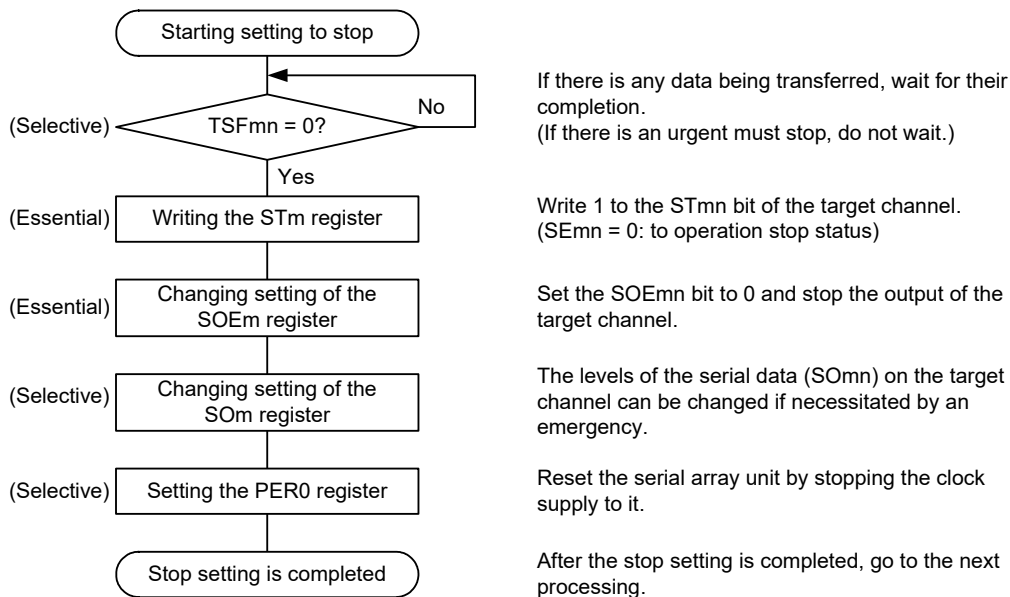 Starting setting to stop
If there is any data being transferred, wait for their
completion.
(If there is an urgent must stop, do not wait.)
(Selective)
TSFmn = 0?
No
Yes
(Essential)
Writing the STm register
Write 1 to the STmn bit of the target channel.
(SEmn = 0: to operation stop status)
(Essential)
Changing setting of the
SOEm register
Set the SOEmn bit to 0 and stop the output of the
target channel.
(Selective)
Changing setting of the
SOm register
The levels of the serial data (SOmn) on the target
channel can be changed if necessitated by an
emergency.
(Selective)
Setting the PER0 register
Reset the serial array unit by stopping the clock
supply to it.
Stop setting is completed
After the stop setting is completed, go to the next
processing.